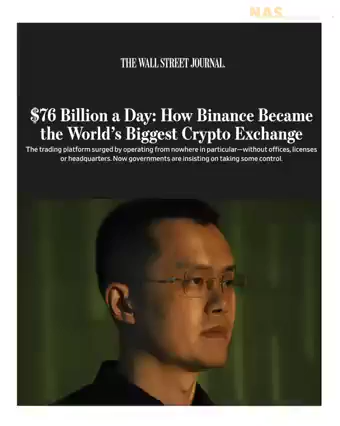 NAS
THE WALL STREET JOURNAL.
$76 Billion a Day: How Binance Became
the World's Biggest Crypto Exchange
The trading platform surged by operating from nowhere in particular—without offices, licenses
or headquarters. Now governments are insisting on taking some control.